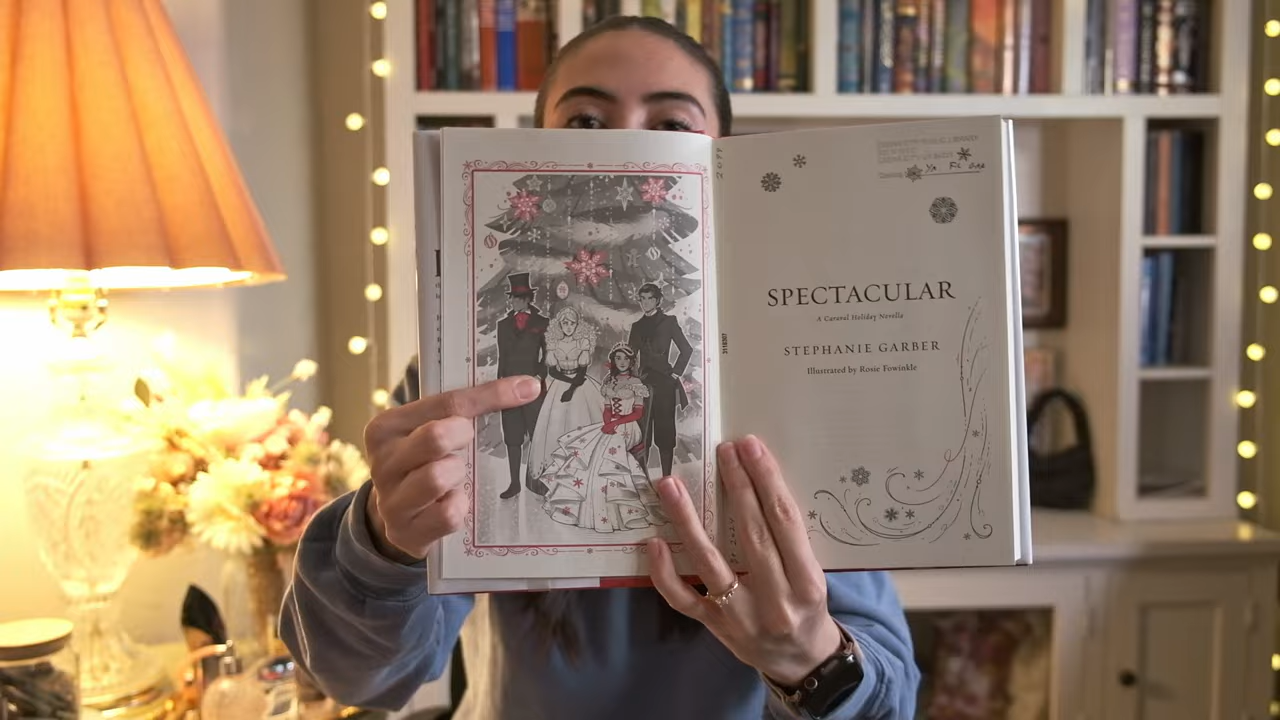 SPECTACULAR
A Caraval Holiday Novella
STEPHANIE GARBER
Illustrated by Rosie Fowinkle